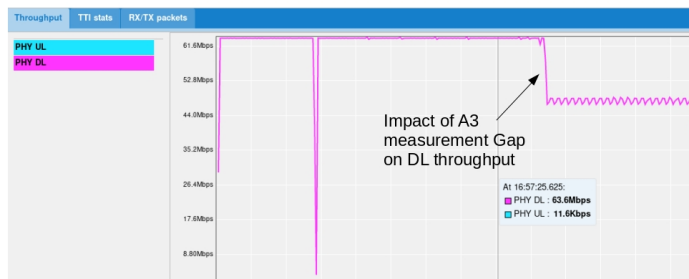 Throughput
TTI stats
RX/TX packets
PHY UL
PHY DL
61.6Mbps
52.8Mbps
44.0Mbps
35.2Mbps
26.4Mbps
17.6Mbps
8.80Mbps
Impact of A3
measurement Gap
on DL throughput
At 16:57:25.625:
PHY DL : 63.6Mbps
PHY UL : 11.6Kbps